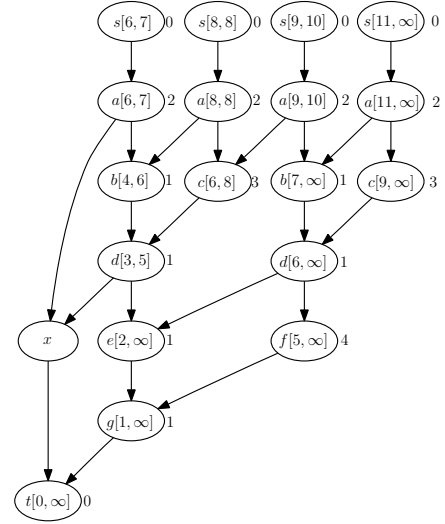 s[6, 7] 0 s[8, 8] 0 s[9, 10] 0 s[11, ∞] 0
a[6, 7] 2 a[8, 8] 2 a[9, 10] 2 a[11, ∞] 2
b[4, 6] 1 c[6, 8] 3 b[7, ∞] 1 c[9, ∞] 3
d[3, 5] 1 d[6, ∞] 1
x e[2, ∞] 1 f[5, ∞] 4
g[1, ∞] 1
t[0, ∞] 0